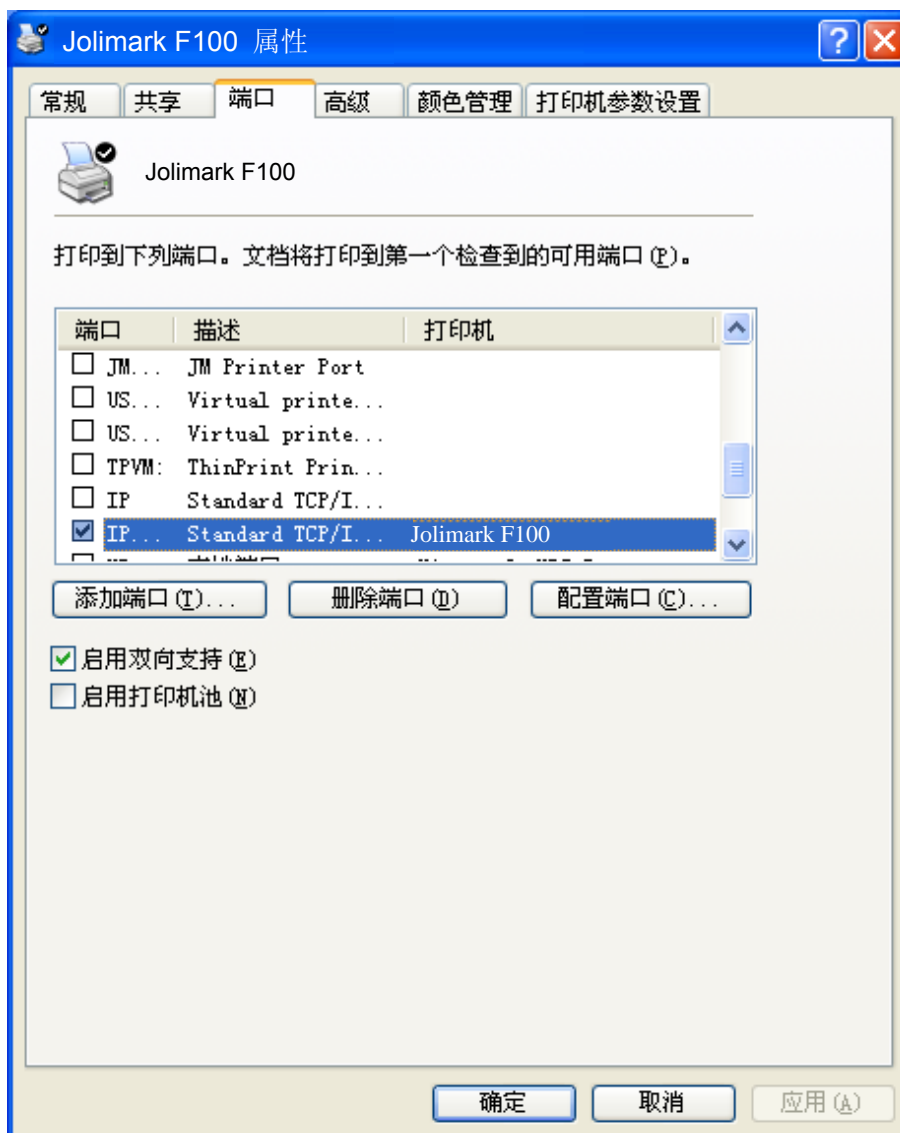 Jolimark F100 属性
常规 共享 端口 高级 颜色管理 打印机参数设置
Jolimark F100
打印到下列端口。文档将打印到第一个检查到的可用端口(P)。
端口 描述 打印机
JM... JM Printer Port
US... Virtual printe...
US... Virtual printe...
TPVM: ThinPrint Prin...
IP Standard TCP/I...
IP... Standard TCP/I... Jolimark F100
添加端口(T)... 删除端口(D) 配置端口(C)...
启用双向支持(E)
启用打印机池(N)
确定 取消 应用(A)